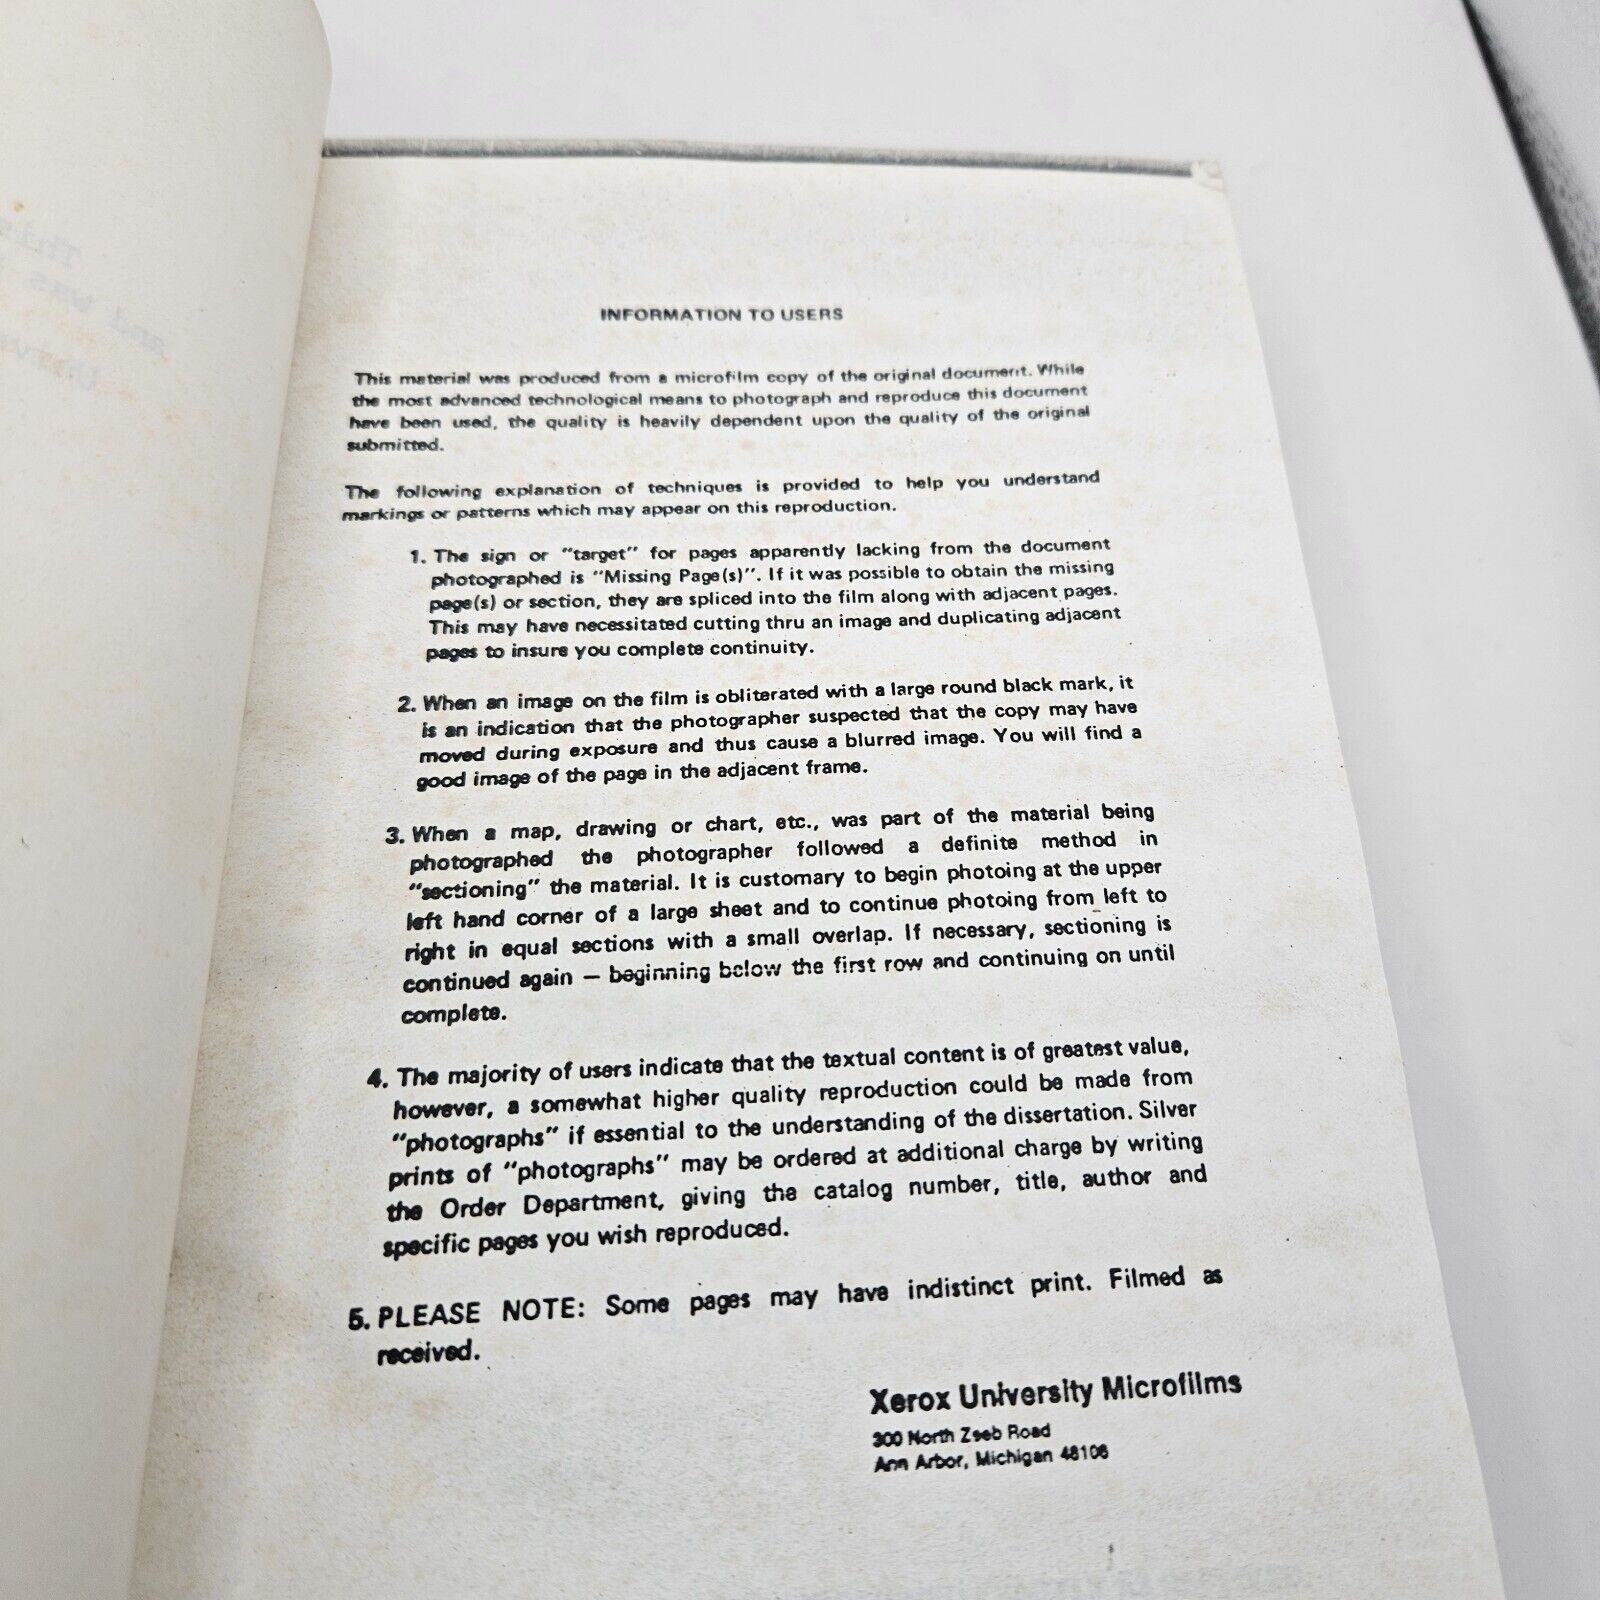 INFORMATION TO USERS
This material was produced from a microfilm copy of the original document. While
the most advanced technological means to photograph and reproduce this document
have been used, the quality is heavily dependent upon the quality of the original
submitted.
The following explanation of techniques is provided to help you understand
markings or patterns which may appear on this reproduction.
1. The sign or "target" for pages apparently lacking from the document
photographed is "Missing Page(s)". If it was possible to obtain the missing
page(s) or section, they are spliced into the film along with adjacent pages.
This may have necessitated cutting thru an image and duplicating adjacent
pages to insure you complete continuity.
2. When an image on the film is obliterated with a large round black mark, it
is an indication that the photographer suspected that the copy may have
moved during exposure and thus cause a blurred image. You will find a
good image of the page in the adjacent frame.
3. When a map, drawing or chart, etc., was part of the material being
photographed the photographer followed a definite method in
"sectioning" the material. It is customary to begin photoing at the upper
left hand corner of a large sheet and to continue photoing from left to
right in equal sections with a small overlap. If necessary, sectioning is
continued again — beginning below the first row and continuing on until
complete.
4. The majority of users indicate that the textual content is of greatest value,
however, a somewhat higher quality reproduction could be made from
"photographs" if essential to the understanding of the dissertation. Silver
prints of "photographs" may be ordered at additional charge by writing
the Order Department, giving the catalog number, title, author and
specific pages you wish reproduced.
5. PLEASE NOTE: Some pages may have indistinct print. Filmed as
received.
Xerox University Microfilms
300 North Zeeb Road
Ann Arbor, Michigan 48106